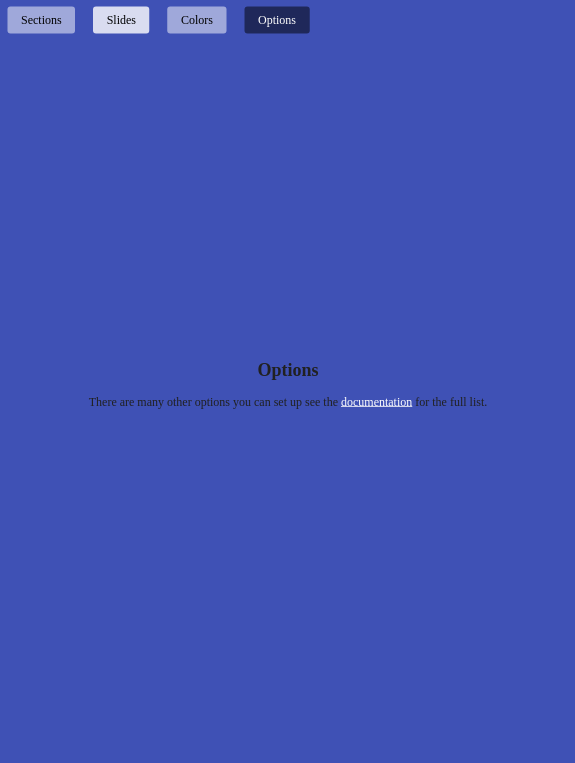 Sections Slides Colors Options
Options
There are many other options you can set up see the documentation for the full list.